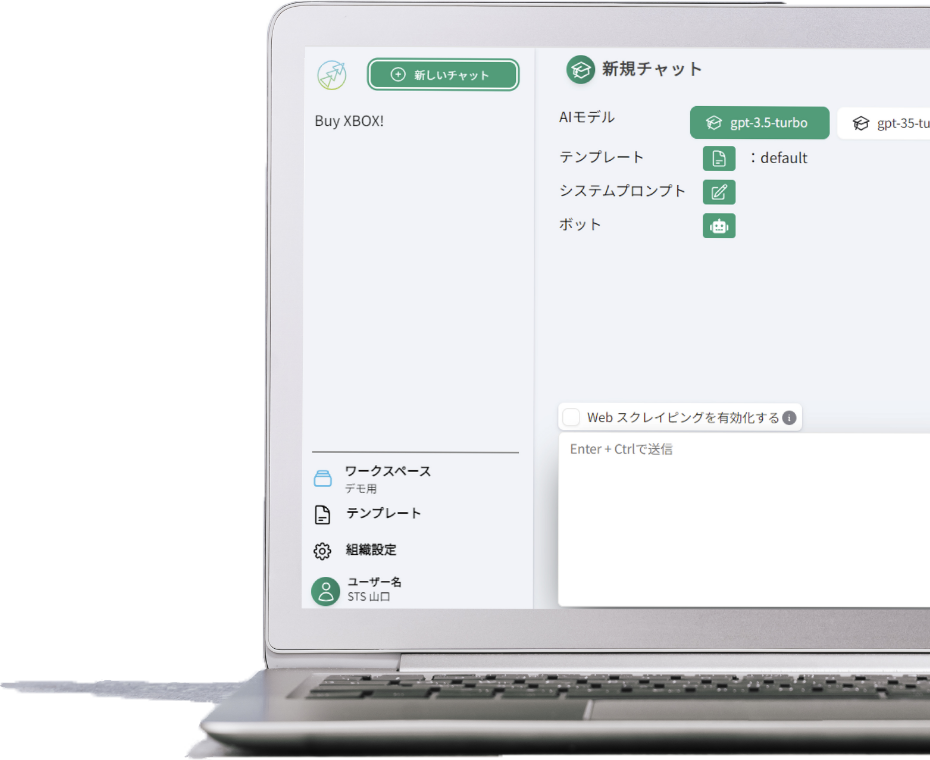 新しいチャット
Buy XBOX!
ワークスペース
デモ用
テンプレート
組織設定
ユーザー名
STS 山口
新規チャット
AIモデル
gpt-3.5-turbo
gpt-35-tu
テンプレート
：default
システムプロンプト
ボット
Web スクレイピングを有効化する
Enter + Ctrlで送信